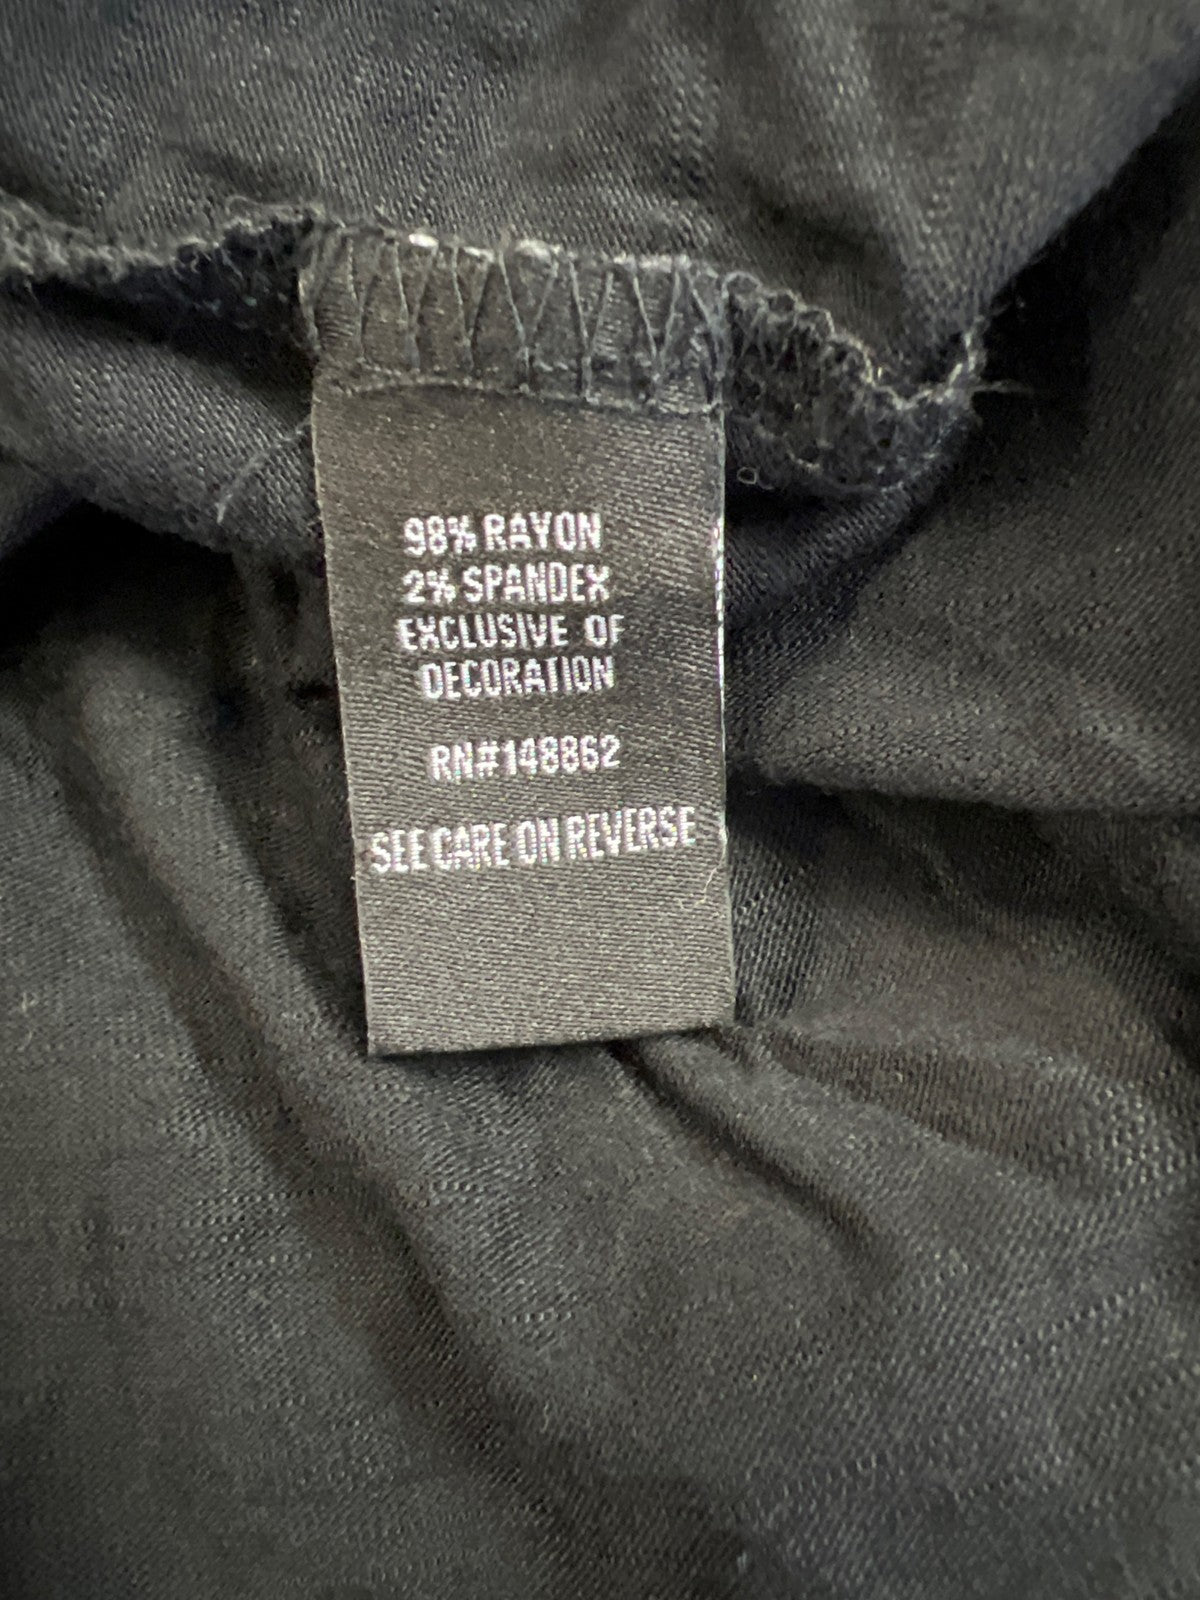 98% RAYON
2% SPANDEX
EXCLUSIVE OF
DECORATION
RN#148862
SEE CARE ON REVERSE